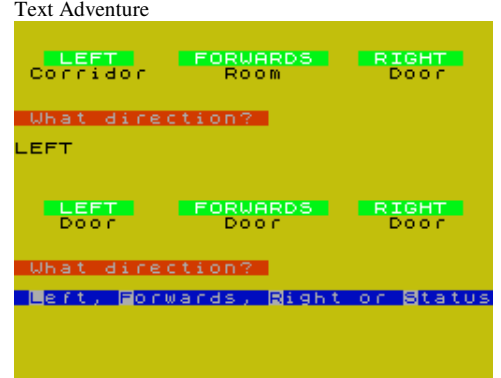 Text Adventure
LEFT FORWARDS RIGHT
Corridor Room Door
What direction?
LEFT
LEFT FORWARDS RIGHT
Door Door Door
What direction?
Left, Forwards, Right or Status